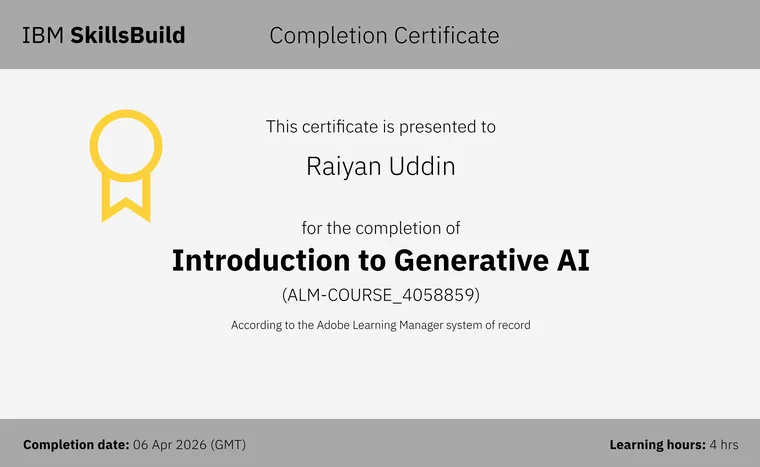 IBM SkillsBuild
Completion Certificate
This certificate is presented to
Raiyan Uddin
for the completion of
Introduction to Generative AI
(ALM-COURSE_4058859)
According to the Adobe Learning Manager system of record
Completion date: 06 Apr 2026 (GMT)
Learning hours: 4 hrs